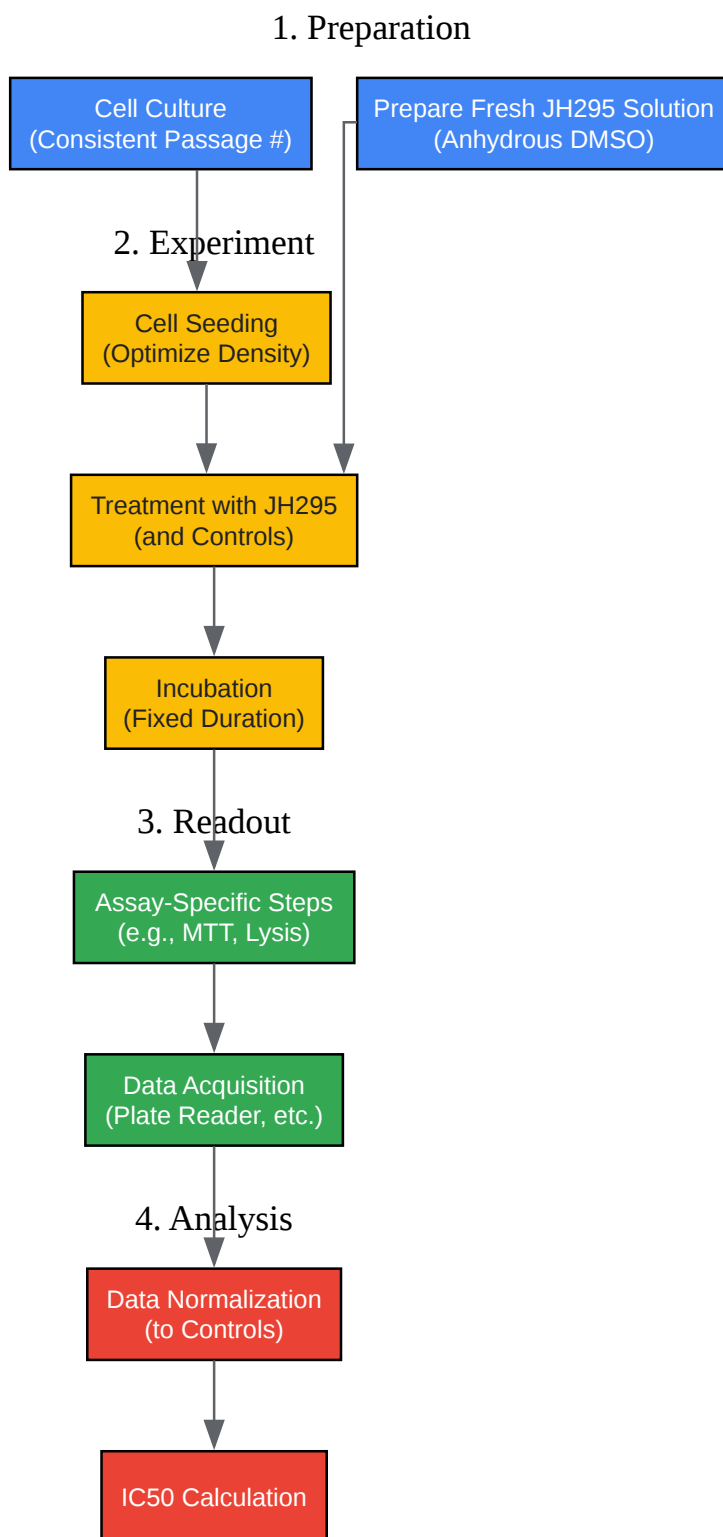 1. Preparation
Cell Culture
(Consistent Passage #)
Prepare Fresh JH295 Solution
(Anhydrous DMSO)
2. Experiment
Cell Seeding
(Optimize Density)
Treatment with JH295
(and Controls)
Incubation
(Fixed Duration)
3. Readout
Assay-Specific Steps
(e.g., MTT, Lysis)
Data Acquisition
(Plate Reader, etc.)
4. Analysis
Data Normalization
(to Controls)
IC50 Calculation